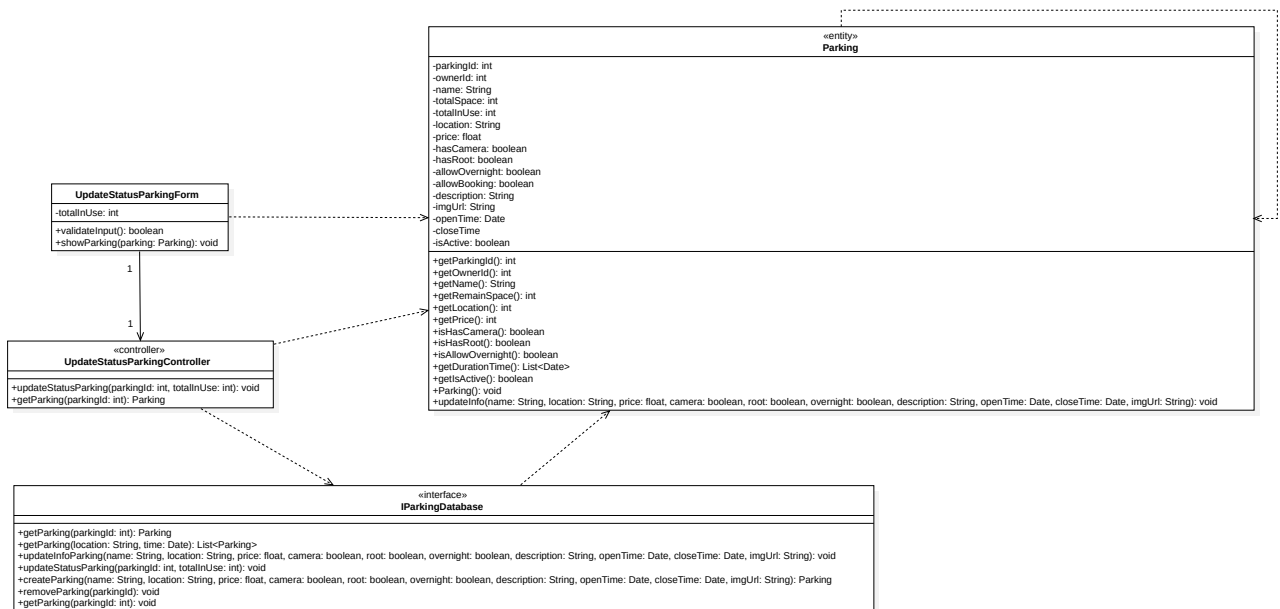 «entity»
Parking
-parkingId: int
-ownerId: int
-name: String
-totalSpace: int
-totalInUse: int
-location: String
-price: float
-hasCamera: boolean
-hasRoot: boolean
-allowOvernight: boolean
-allowBooking: boolean
-description: String
-imgUrl: String
-openTime: Date
-closeTime
-isActive: boolean
+getParkingId(): int
+getOwnerId(): int
+getName(): String
+getRemainSpace(): int
+getLocation(): int
+getPrice(): int
+isHasCamera(): boolean
+isHasRoot(): boolean
+isAllowOvernight(): boolean
+getDurationTime(): List<Date>
+getIsActive(): boolean
+Parking(): void
+updateInfo(name: String, location: String, price: float, camera: boolean, root: boolean, overnight: boolean, description: String, openTime: Date, closeTime: Date, imgUrl: String): void
UpdateStatusParkingForm
-totalInUse: int
+validateInput(): boolean
+showParking(parking: Parking): void
1
1
«controller»
UpdateStatusParkingController
+updateStatusParking(parkingId: int, totalInUse: int): void
+getParking(parkingId: int): Parking
«interface»
IParkingDatabase
+getParking(parkingId: int): Parking
+getParking(location: String, time: Date): List<Parking>
+updateInfoParking(name: String, location: String, price: float, camera: boolean, root: boolean, overnight: boolean, description: String, openTime: Date, closeTime: Date, imgUrl: String): void
+updateStatusParking(parkingId: int, totalInUse: int): void
+createParking(name: String, location: String, price: float, camera: boolean, root: boolean, overnight: boolean, description: String, openTime: Date, closeTime: Date, imgUrl: String): Parking
+removeParking(parkingId): void
+getParking(parkingId: int): void